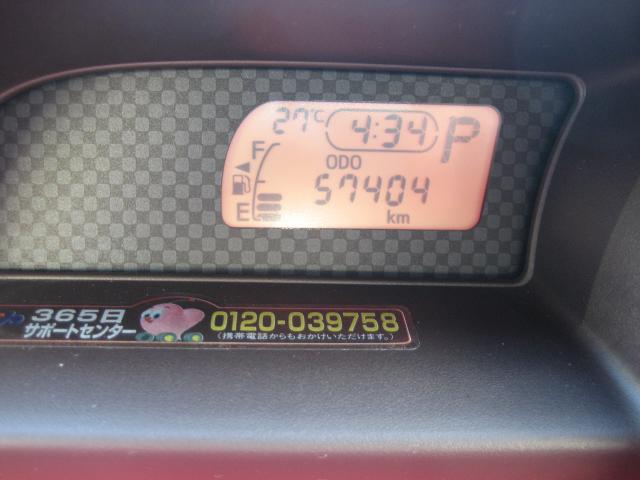 27℃ 4:34 P
F
ODO
57404
E km
365日
サポートセンター
0120-039758
(携帯電話からもおかけいただけます。)